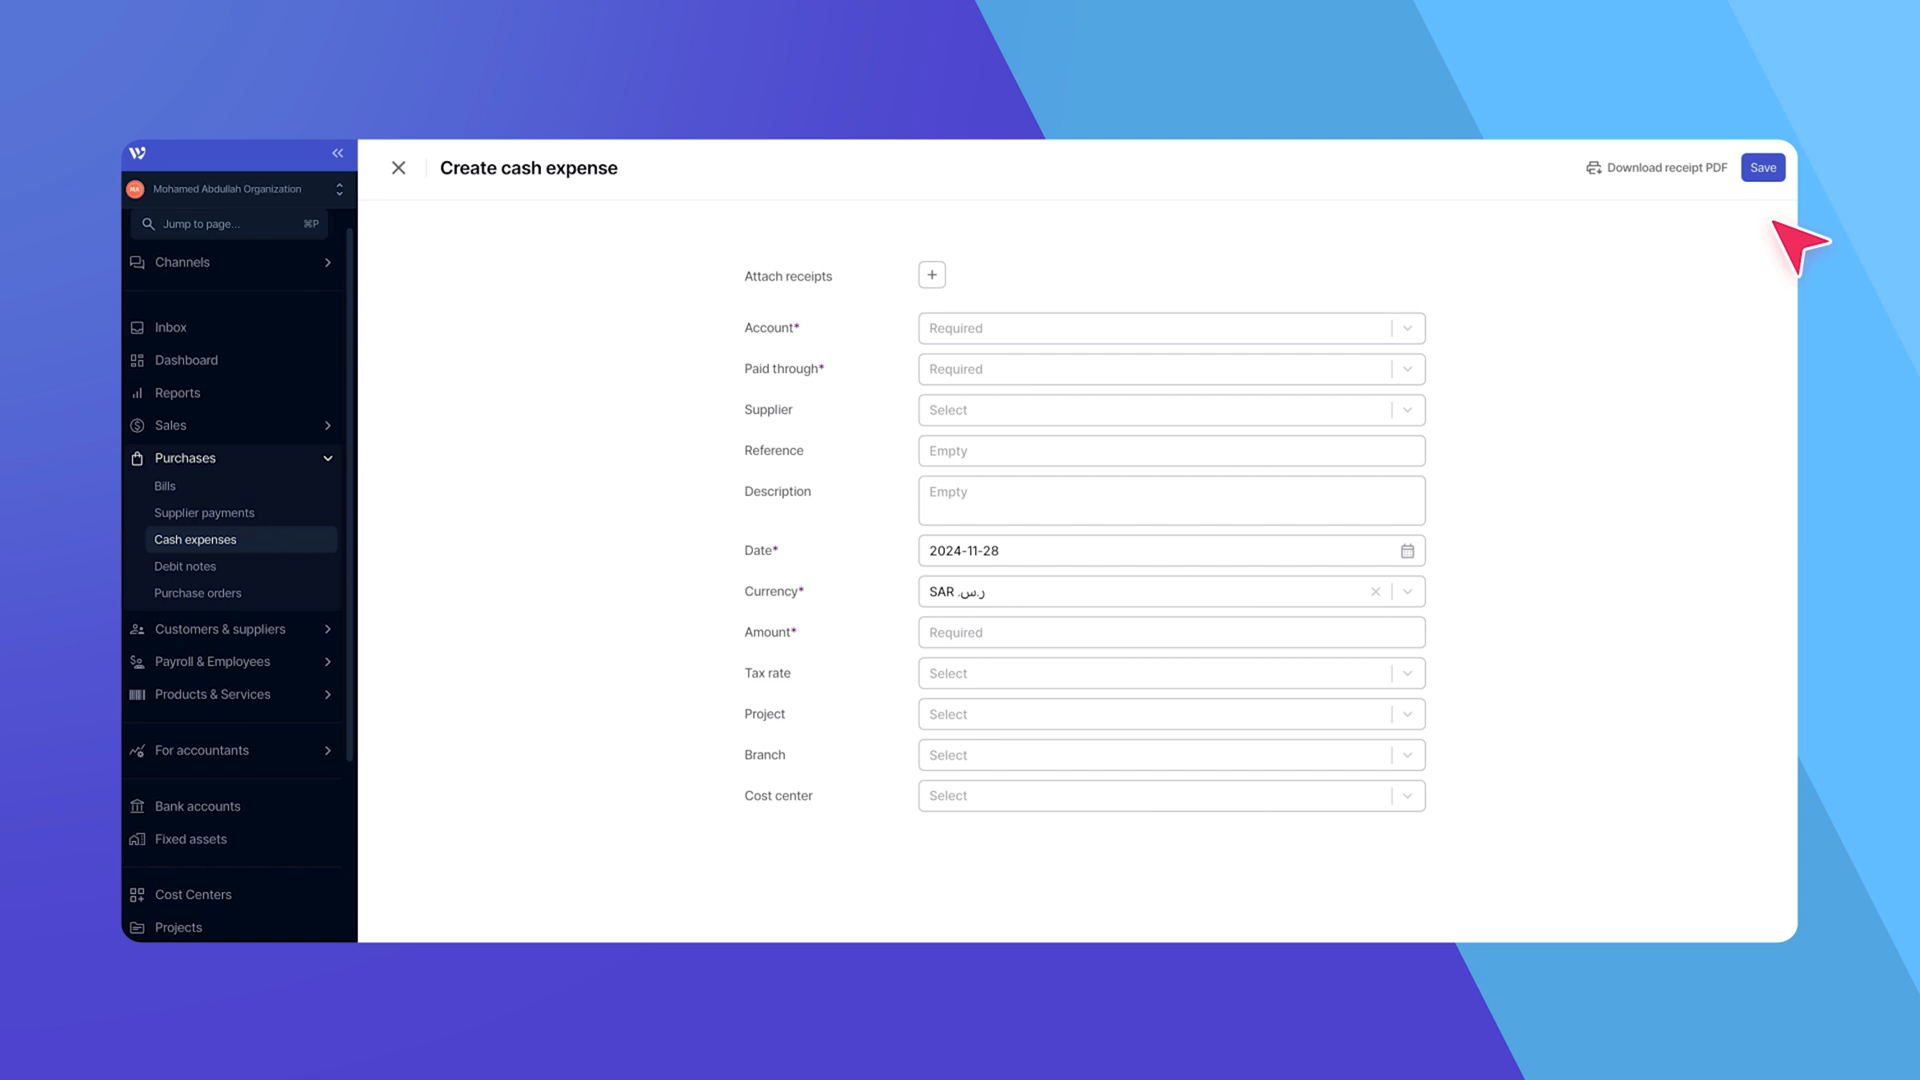 Mohamed Abdullah Organization
Jump to page... ⌘P
Channels
Inbox
Dashboard
Reports
Sales
Purchases
Bills
Supplier payments
Cash expenses
Debit notes
Purchase orders
Customers & suppliers
Payroll & Employees
Products & Services
For accountants
Bank accounts
Fixed assets
Cost Centers
Projects
Create cash expense
Download receipt PDF
Save
Attach receipts
Account* Required
Paid through* Required
Supplier Select
Reference Empty
Description Empty
Date* 2024-11-28
Currency* SAR ر.س.
Amount* Required
Tax rate Select
Project Select
Branch Select
Cost center Select